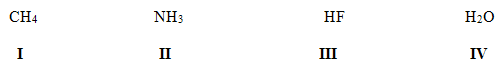 CH4 NH3 HF H2O
I II III IV